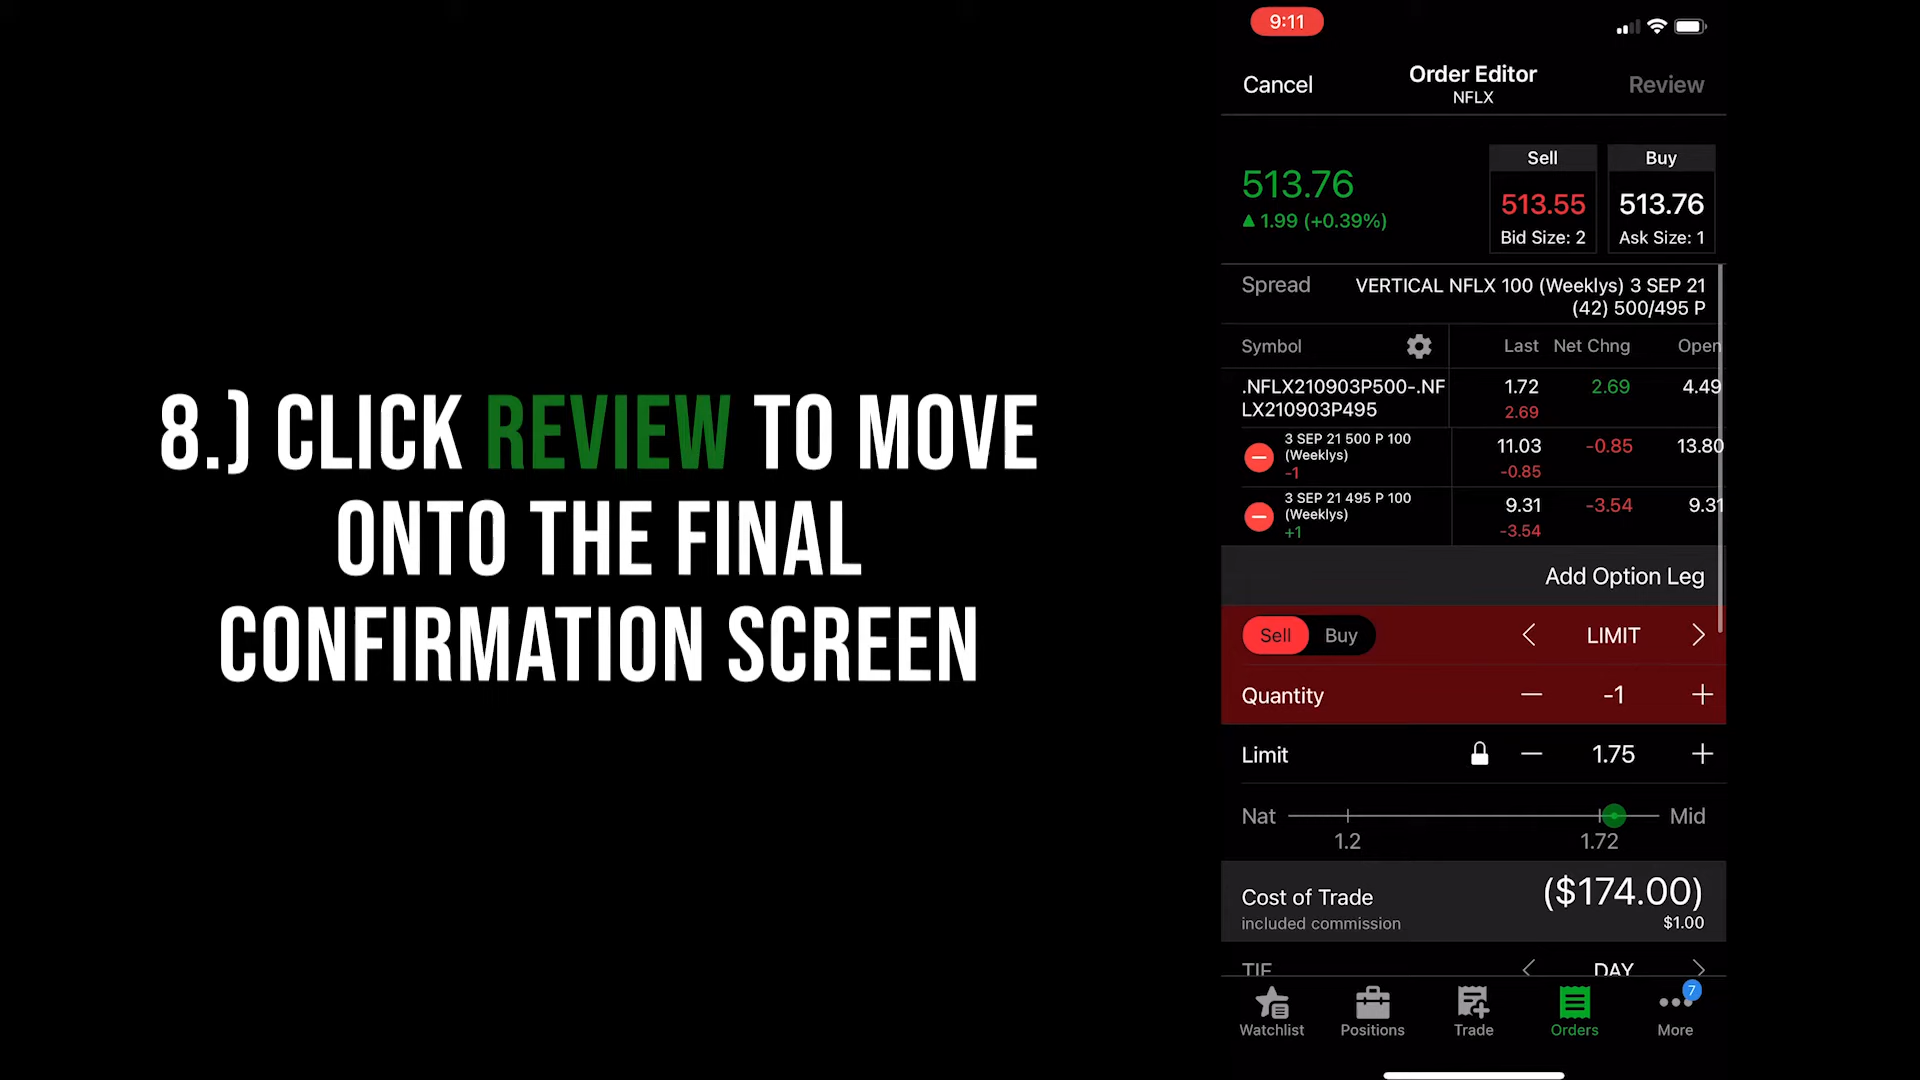 8.) CLICK REVIEW TO MOVE
ONTO THE FINAL
CONFIRMATION SCREEN
9:11
Cancel Order Editor Review
NFLX
513.76
1.99 (+0.39%)
Sell Buy
513.55 513.76
Bid Size: 2 Ask Size: 1
Spread VERTICAL NFLX 100 (Weeklys) 3 SEP 21
(42) 500/495 P
Symbol Last Net Chng Open
.NFLX210903P500-.NF 1.72 2.69 4.49
LX210903P495 2.69
3 SEP 21 500 P 100 11.03 -0.85 13.80
(Weeklys)
-1 -0.85
3 SEP 21 495 P 100 9.31 -3.54 9.31
(Weeklys)
+1 -3.54
Add Option Leg
Sell Buy < LIMIT >
Quantity — -1 +
Limit — 1.75 +
Nat Mid
1.2 1.72
Cost of Trade ($174.00)
included commission $1.00
TIF < DAY >
7
Watchlist Positions Trade Orders More